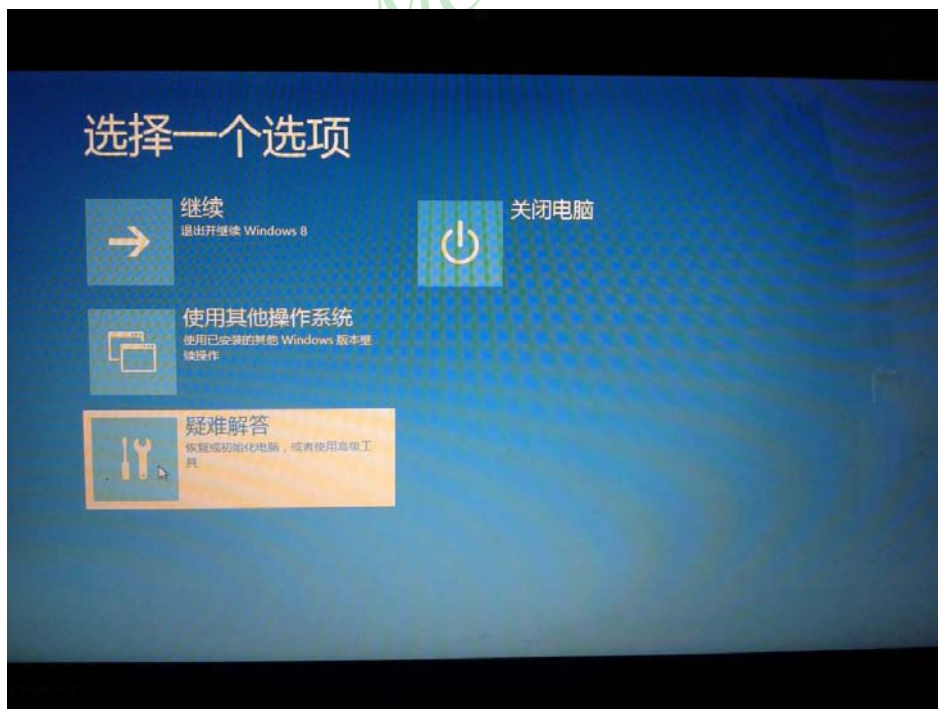 选择一个选项
继续
退出并继续 Windows 8
关闭电脑
使用其他操作系统
使用已安装的其他 Windows 版本继
续操作
疑难解答
恢复或初始化电脑，或者使用高级工
具